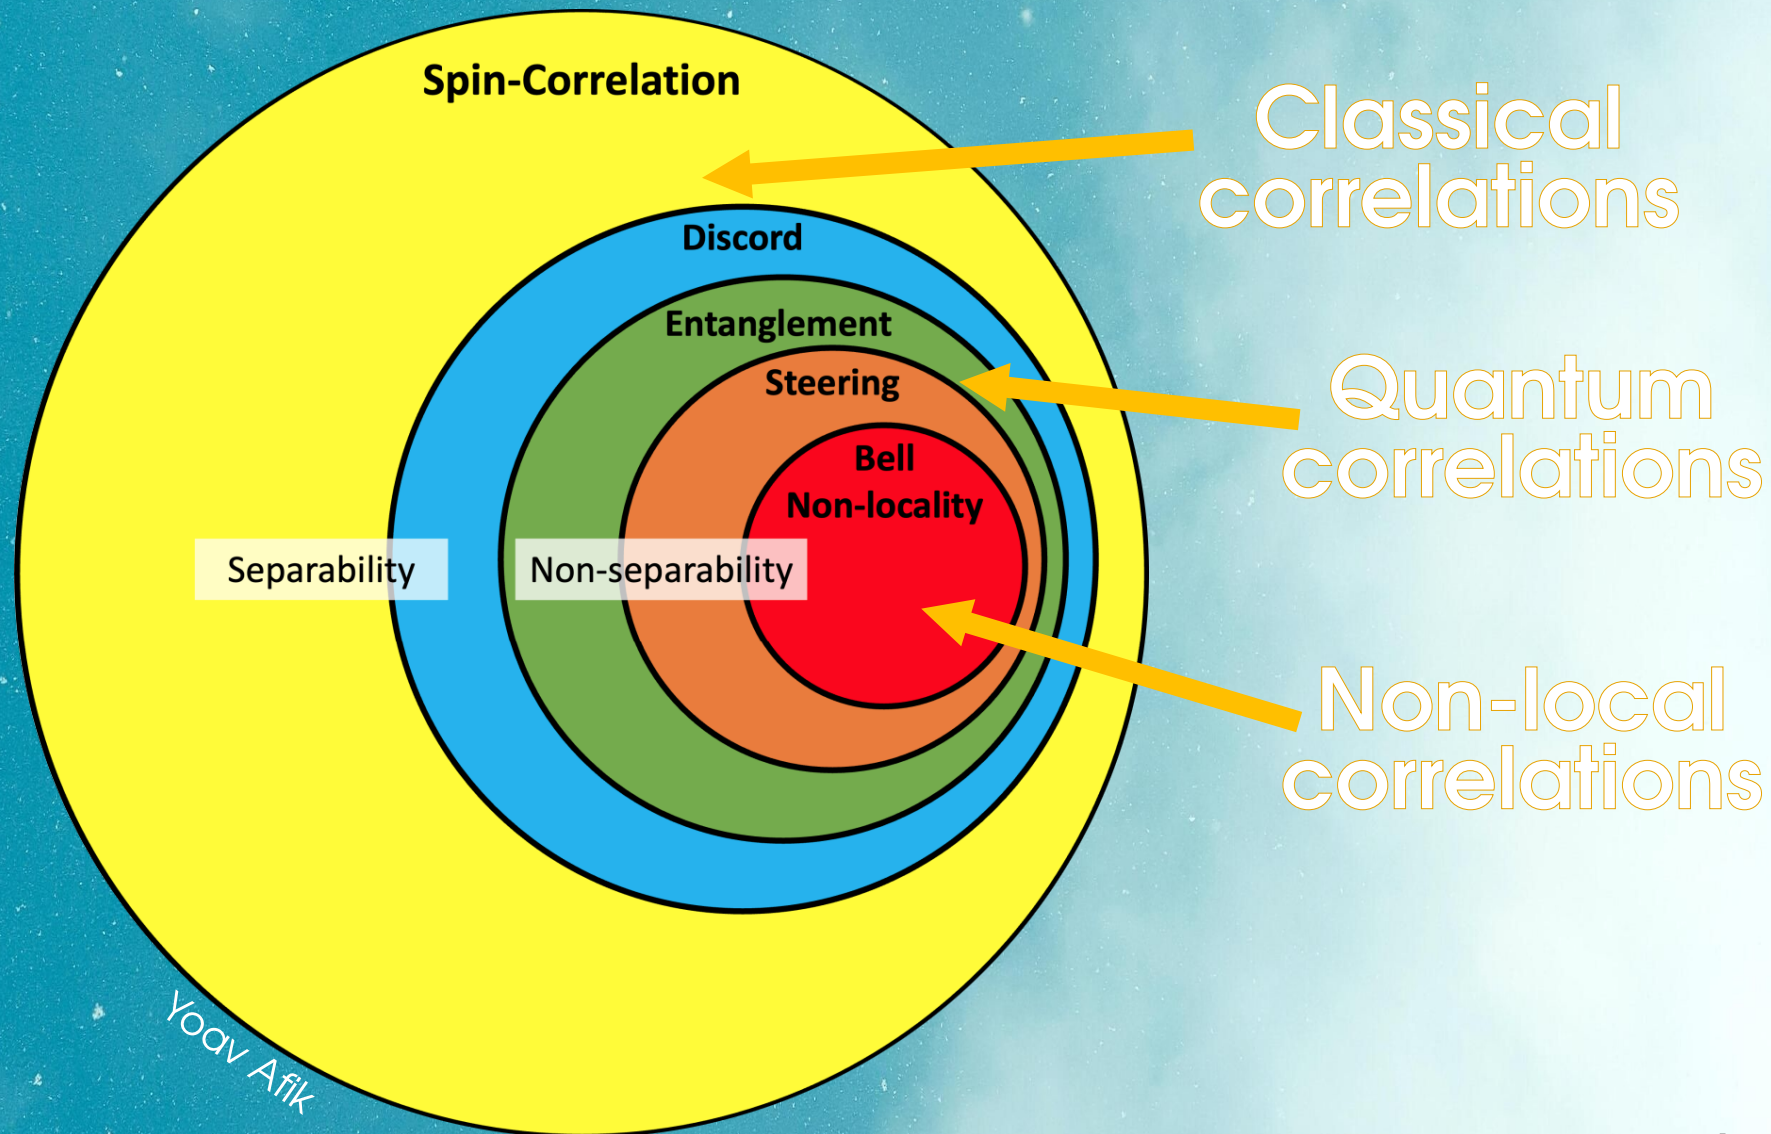 Spin-Correlation
Classical
correlations
Discord
Entanglement
Steering
Quantum
correlations
Bell
Non-locality
Separability
Non-separability
Non-local
correlations
Yoav Afik